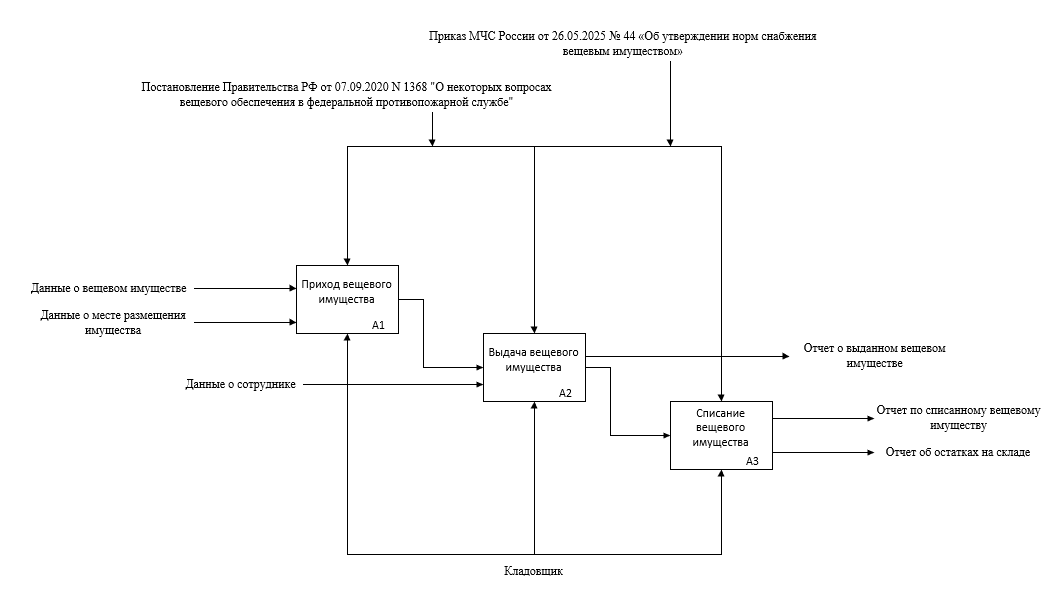 Приказ МЧС России от 26.05.2025 № 44 «Об утверждении норм снабжения
вещевым имуществом»
Постановление Правительства РФ от 07.09.2020 N 1368 "О некоторых вопросах
вещевого обеспечения в федеральной противопожарной службе"
Данные о вещевом имуществе
Данные о месте размещения
имущества
Приход вещевого
имущества
А1
Данные о сотруднике
Выдача вещевого
имущества
А2
Отчет о выданном вещевом
имуществе
Списание
вещевого
имущества
А3
Отчет по списанному вещевому
имуществу
Отчет об остатках на складе
Кладовщик